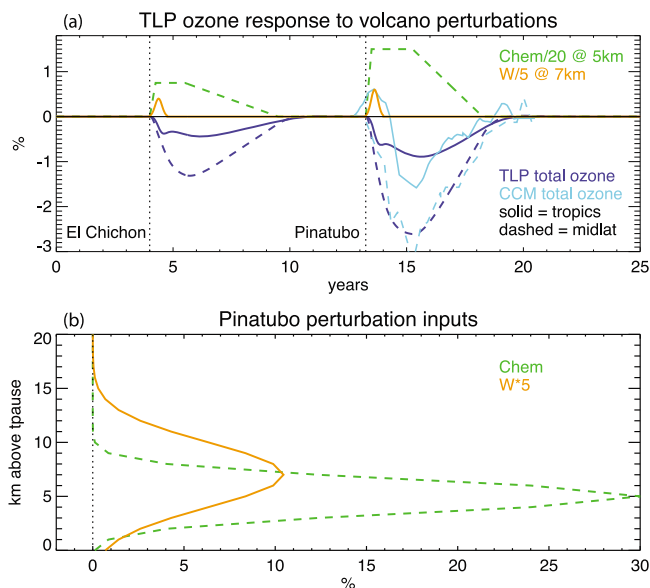 (a) TLP ozone response to volcano perturbations
Chem/20 @ 5km
W/5 @ 7km
1
0
-1
-2
-3
%
TLP total ozone
CCM total ozone
solid = tropics
dashed = midlat
El Chichon
Pinatubo
0 5 10 15 20 25
years
(b) Pinatubo perturbation inputs
Chem
W*5
20
15
10
5
0
km above tpause
0 5 10 15 20 25 30
%